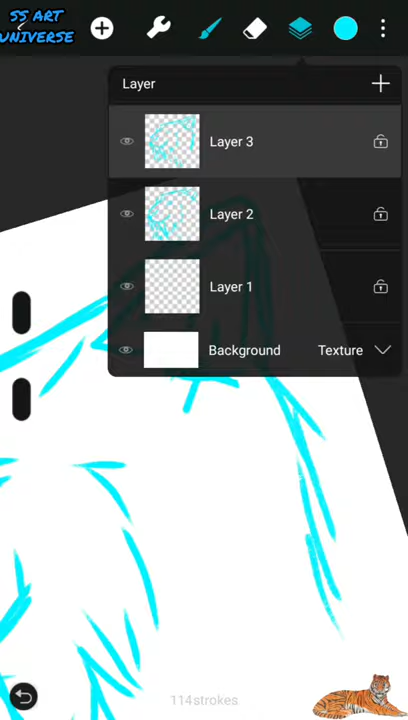 SS ART
UNIVERSE
Layer
Layer 3
Layer 2
Layer 1
Background Texture
114strokes